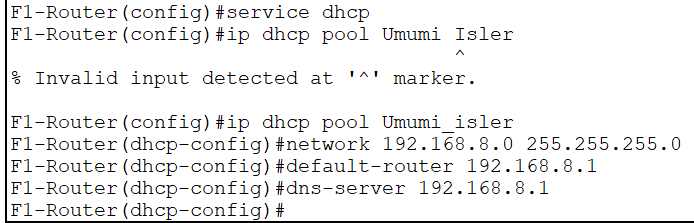 F1-Router(config)#service dhcp
F1-Router(config)#ip dhcp pool Umumi Isler
^
% Invalid input detected at '^' marker.
F1-Router(config)#ip dhcp pool Umumi_isler
F1-Router(dhcp-config)#network 192.168.8.0 255.255.255.0
F1-Router(dhcp-config)#default-router 192.168.8.1
F1-Router(dhcp-config)#dns-server 192.168.8.1
F1-Router(dhcp-config)#